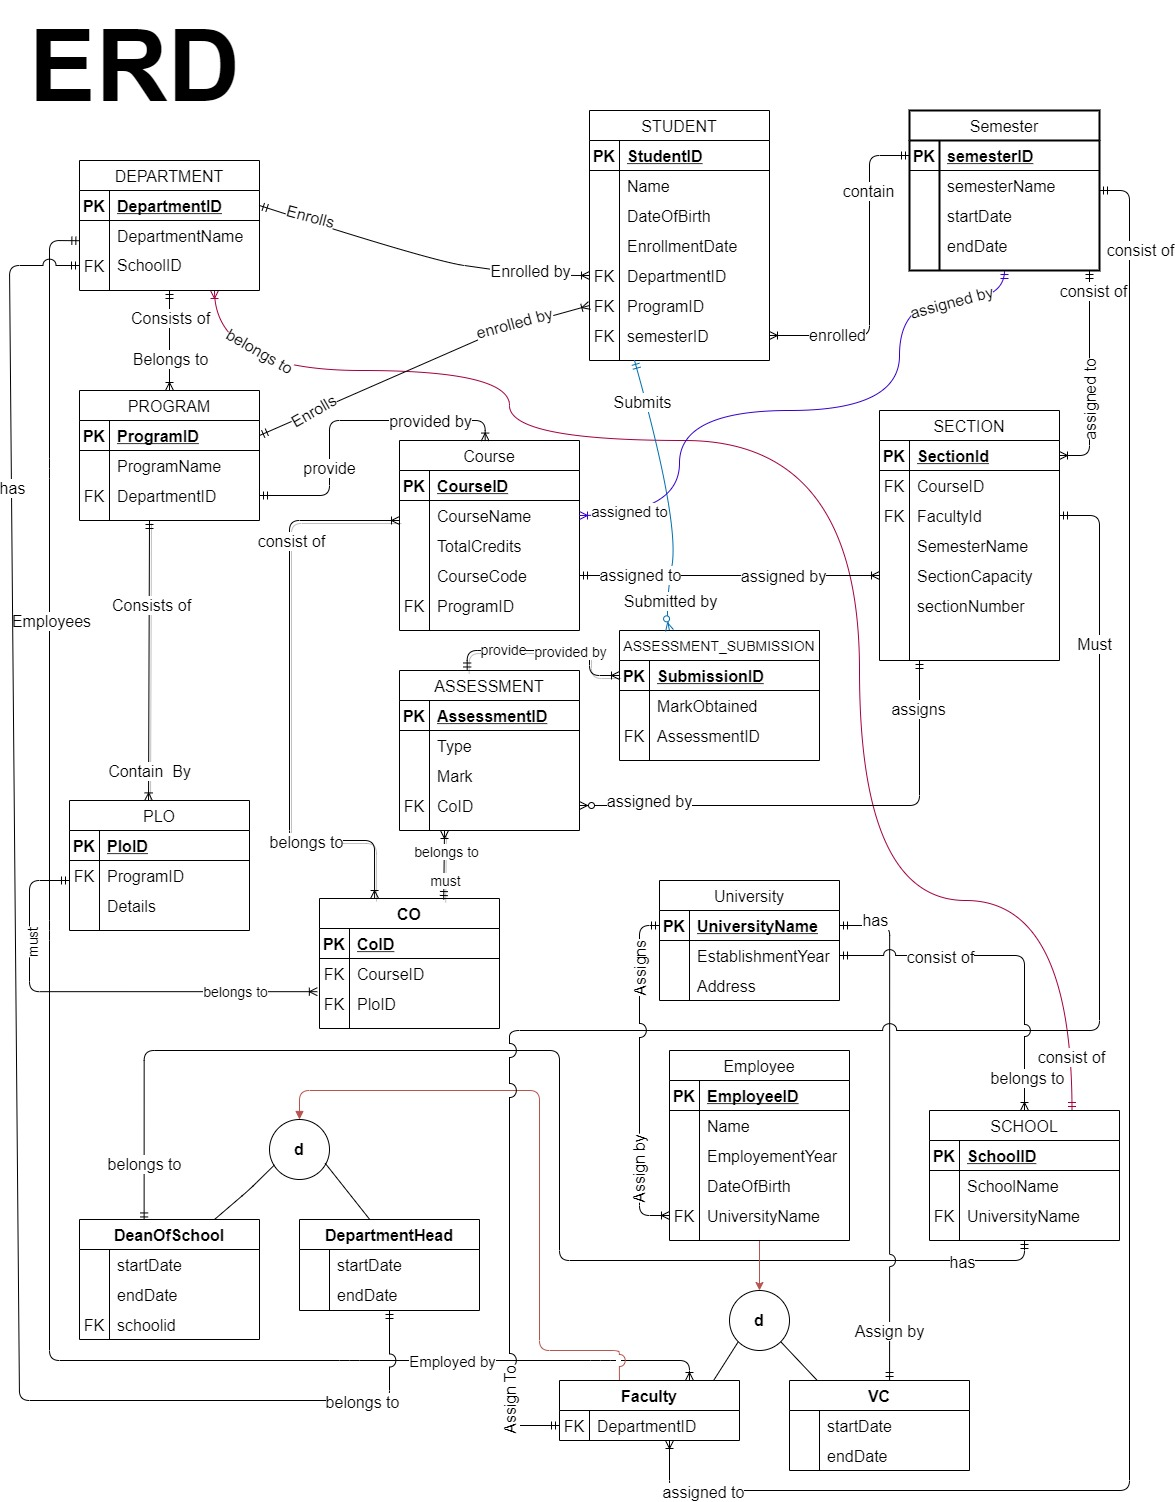 ERD
STUDENT
PK StudentID
Name
DateOfBirth
EnrollmentDate
FK DepartmentID
FK ProgramID
FK semesterID
Semester
PK semesterID
semesterName
startDate
endDate
DEPARTMENT
PK DepartmentID
DepartmentName
FK SchoolID
Enrolls
Enrolled by
contain
enrolled
consist of
consist of
assigned by
assigned to
Consists of
Belongs to
belongs to
enrolled by
Enrolls
Submits
PROGRAM
PK ProgramID
ProgramName
FK DepartmentID
provided by
provide
Course
PK CourseID
CourseName
TotalCredits
CourseCode
FK ProgramID
assigned to
assigned to
assigned by
SECTION
PK SectionId
FK CourseID
FK FacultyId
SemesterName
SectionCapacity
sectionNumber
has
consist of
Consists of
Employees
Submitted by
Must
provide
provided by
ASSESSMENT_SUBMISSION
PK SubmissionID
MarkObtained
FK AssessmentID
ASSESSMENT
PK AssessmentID
Type
Mark
FK CoID
assigns
assigned by
Contain By
PLO
PK PloID
FK ProgramID
Details
belongs to
belongs to
must
must
belongs to
CO
PK CoID
FK CourseID
FK PloID
University
PK UniversityName
EstablishmentYear
Address
has
consist of
Assigns
consist of
belongs to
Employee
PK EmployeeID
Name
EmployementYear
DateOfBirth
FK UniversityName
Assign by
SCHOOL
PK SchoolID
SchoolName
FK UniversityName
has
d
belongs to
DeanOfSchool
startDate
endDate
FK schoolid
DepartmentHead
startDate
endDate
d
Assign by
Employed by
belongs to
Assign To
Faculty
FK DepartmentID
VC
startDate
endDate
assigned to